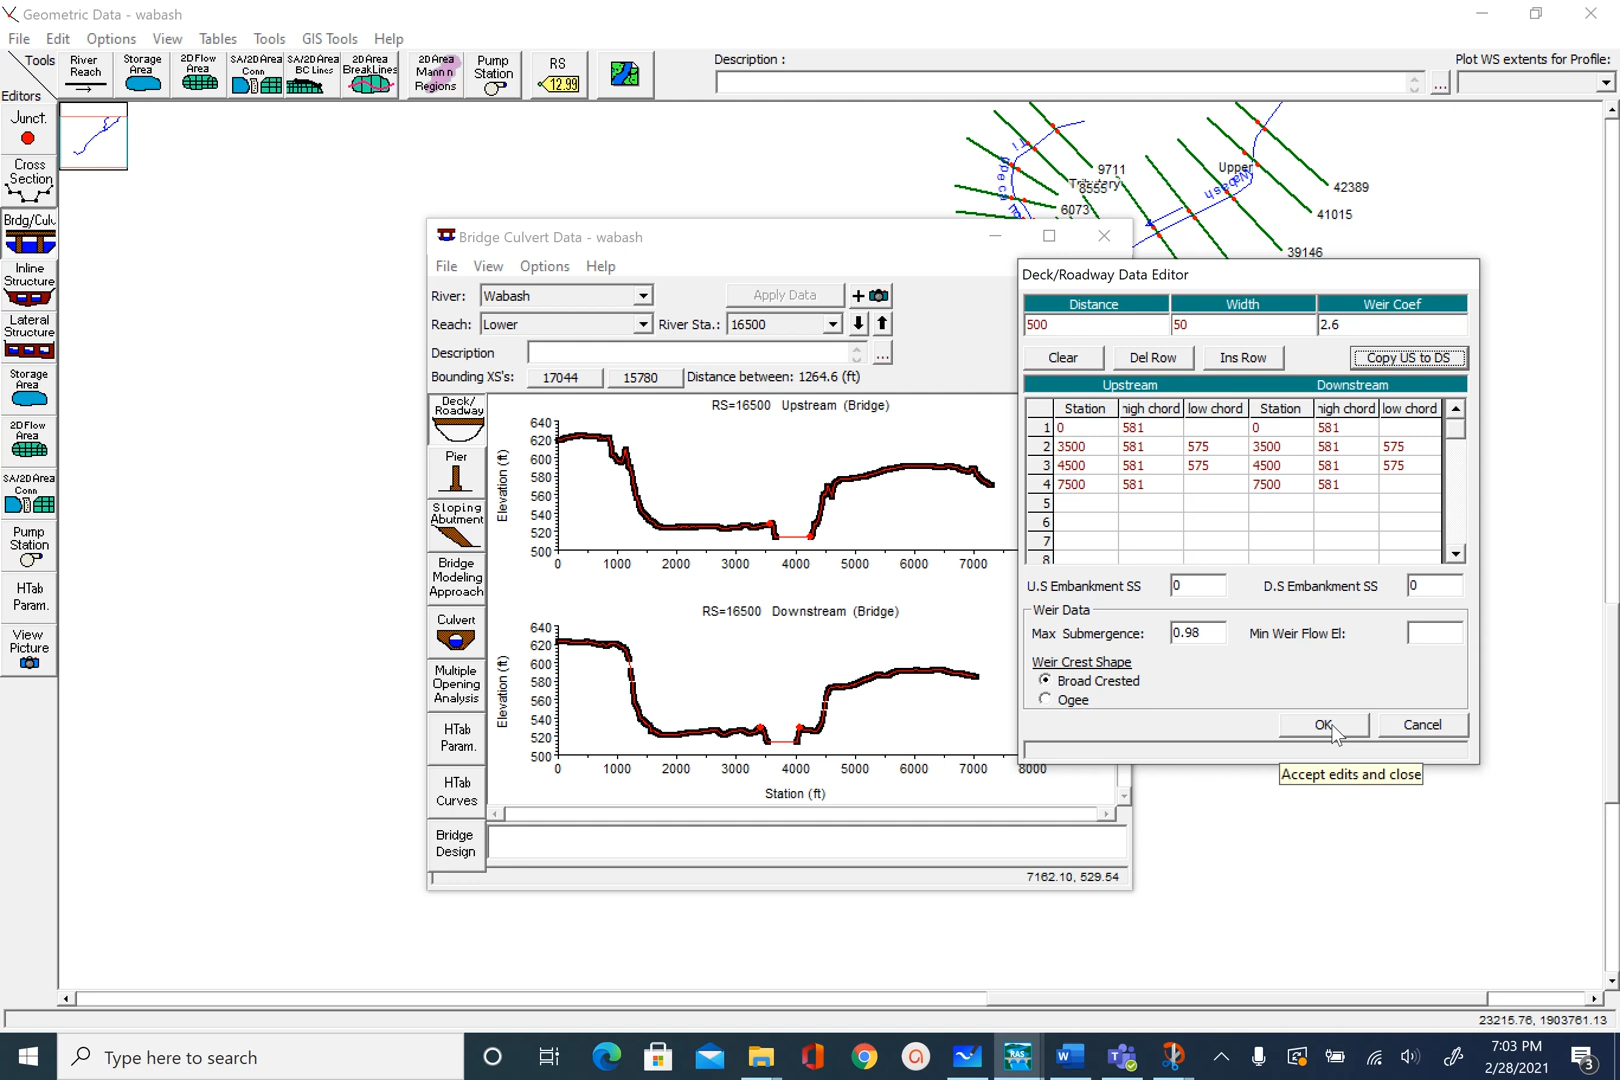 Geometric Data - wabash
File Edit Options View Tables Tools GIS Tools Help
Tools
Editors
River
Reach
Storage
Area
2D Flow
Area
SA/2D Area
Conn
SA/2D Area
BC Lines
2D Area
BreakLines
2D Area
Mann n
Regions
Pump
Station
RS
12.99
Description :
...
Plot WS extents for Profile:
Junct.
Cross
Section
Brdg/Culv
Inline
Structure
Lateral
Structure
Storage
Area
2D Flow
Area
SA/2D Area
Conn
Pump
Station
HTab
Param.
View
Picture
9711
Tributary
8555
6073
Upper
Wabash
42389
41015
39146
Bridge Culvert Data - wabash
File View Options Help
River: Wabash
Apply Data
Reach: Lower
River Sta.: 16500
Description
...
Bounding XS's: 17044 15780 Distance between: 1264.6 (ft)
Deck/
Roadway
Pier
Sloping
Abutment
Bridge
Modeling
Approach
Culvert
Multiple
Opening
Analysis
HTab
Param.
HTab
Curves
Bridge
Design
RS=16500 Upstream (Bridge)
Elevation (ft)
640
620
600
580
560
540
520
500
0 1000 2000 3000 4000 5000 6000 7000
RS=16500 Downstream (Bridge)
Elevation (ft)
640
620
600
580
560
540
520
500
0 1000 2000 3000 4000 5000 6000 7000 8000
Station (ft)
7162.10, 529.54
Deck/Roadway Data Editor
Distance Width Weir Coef
500 50 2.6
Clear Del Row Ins Row Copy US to DS
Upstream Downstream
Station high chord low chord Station high chord low chord
1 0 581 0 581
2 3500 581 575 3500 581 575
3 4500 581 575 4500 581 575
4 7500 581 7500 581
5
6
7
8
U.S Embankment SS 0 D.S Embankment SS 0
Weir Data
Max Submergence: 0.98 Min Weir Flow El:
Weir Crest Shape
Broad Crested
Ogee
OK Cancel
Accept edits and close
23215.76, 1903761.13
Type here to search
RAS
7:03 PM
2/28/2021
3